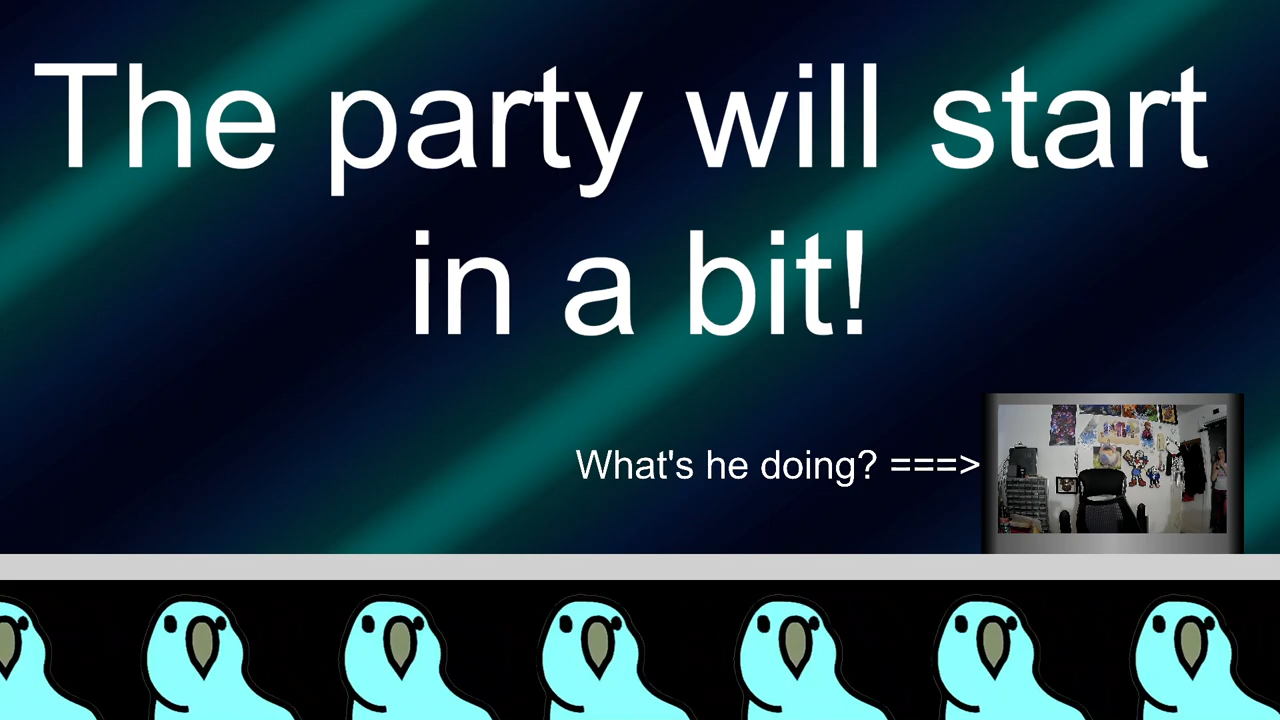 The party will start
in a bit!
What's he doing? ===>